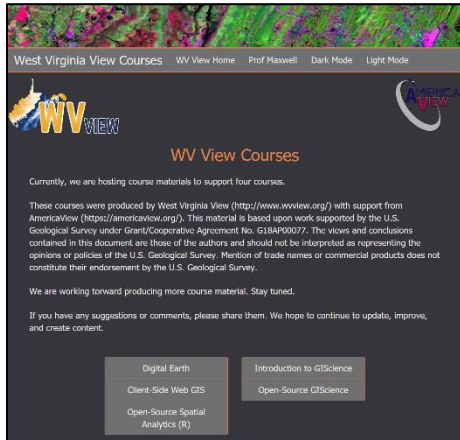 West Virginia View Courses WV View Home Prof Maxwell Dark Mode Light Mode
WV VIEW
AMERICA
VIEW
WV View Courses
Currently, we are hosting course materials to support four courses.
These courses were produced by West Virginia View (http://www.wvview.org/) with support from
AmericaView (https://americaview.org/). This material is based upon work supported by the U.S.
Geological Survey under Grant/Cooperative Agreement No. G18AP00077. The views and conclusions
contained in this document are those of the authors and should not be interpreted as representing the
opinions or policies of the U.S. Geological Survey. Mention of trade names or commercial products does not
constitute their endorsement by the U.S. Geological Survey.
We are working torward producing more course material. Stay tuned.
If you have any suggestions or comments, please share them. We hope to continue to update, improve,
and create content.
Digital Earth
Client-Side Web GIS
Open-Source Spatial
Analytics (R)
Introduction to GIScience
Open-Source GIScience